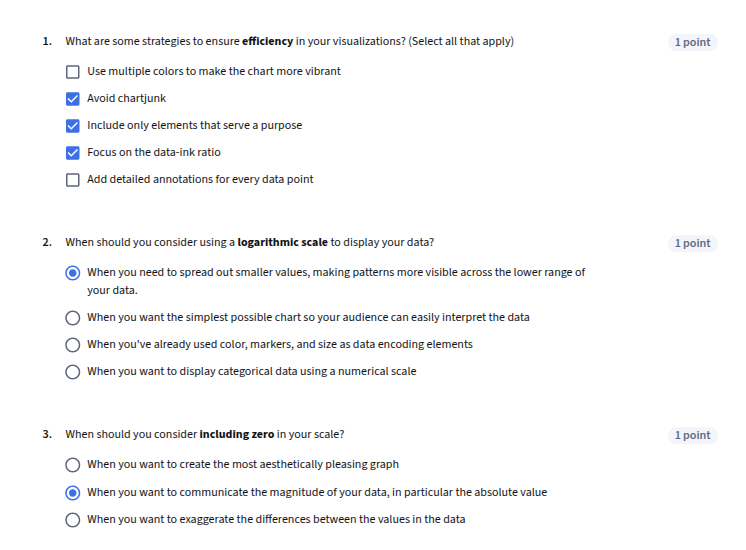 1. What are some strategies to ensure efficiency in your visualizations? (Select all that apply) 1 point
Use multiple colors to make the chart more vibrant
Avoid chartjunk
Include only elements that serve a purpose
Focus on the data-ink ratio
Add detailed annotations for every data point
2. When should you consider using a logarithmic scale to display your data? 1 point
When you need to spread out smaller values, making patterns more visible across the lower range of
your data.
When you want the simplest possible chart so your audience can easily interpret the data
When you've already used color, markers, and size as data encoding elements
When you want to display categorical data using a numerical scale
3. When should you consider including zero in your scale? 1 point
When you want to create the most aesthetically pleasing graph
When you want to communicate the magnitude of your data, in particular the absolute value
When you want to exaggerate the differences between the values in the data